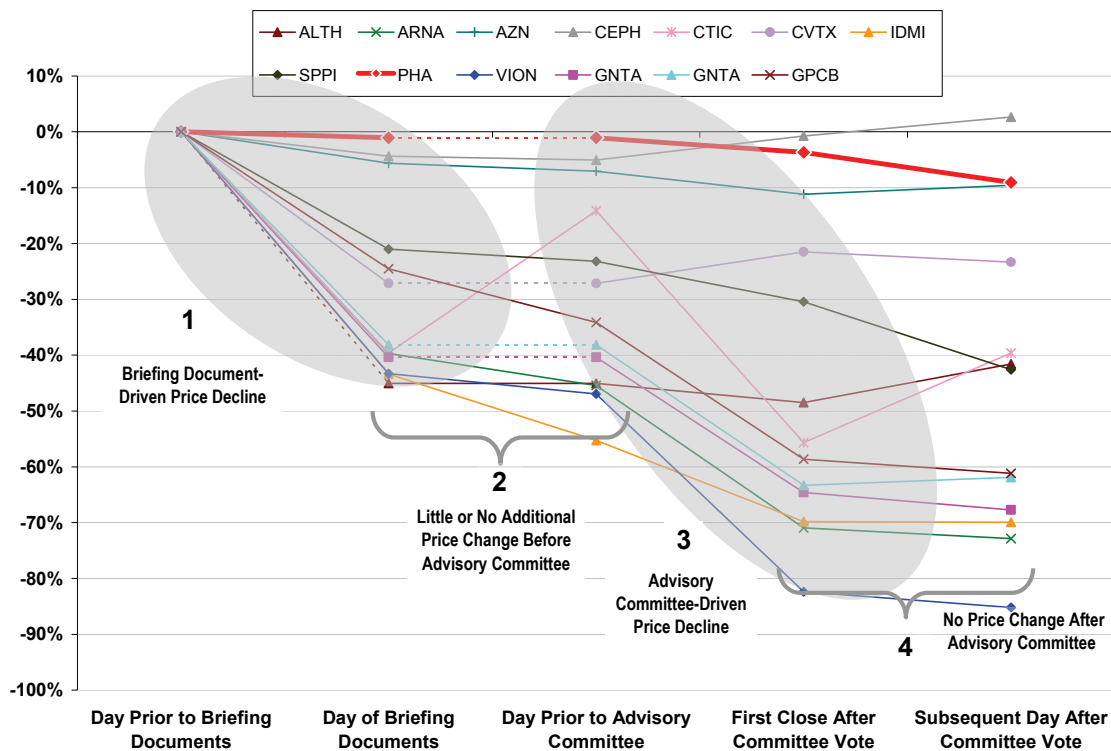 ALTH ARNA AZN CEPH CTIC CVTX IDMI
SPPI PHA VION GNTA GNTA GPCB
10%
0%
-10%
-20%
-30%
-40%
-50%
-60%
-70%
-80%
-90%
-100%
1
Briefing Document-
Driven Price Decline
2
Little or No Additional
Price Change Before
Advisory Committee
3
Advisory
Committee-Driven
Price Decline
4
No Price Change After
Advisory Committee
Day Prior to Briefing
Documents
Day of Briefing
Documents
Day Prior to Advisory
Committee
First Close After
Committee Vote
Subsequent Day After
Committee Vote